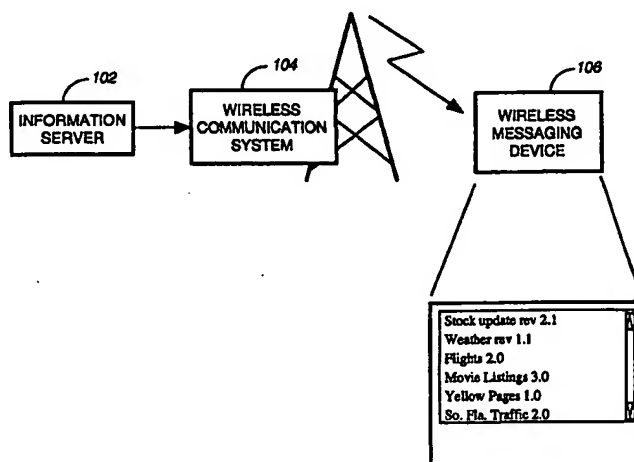 102
104
106
INFORMATION
SERVER
WIRELESS
COMMUNICATION
SYSTEM
WIRELESS
MESSAGING
DEVICE
Stock update rev 2.1
Weather rev 1.1
Flights 2.0
Movie Listings 3.0
Yellow Pages 1.0
So. Fla. Traffic 2.0